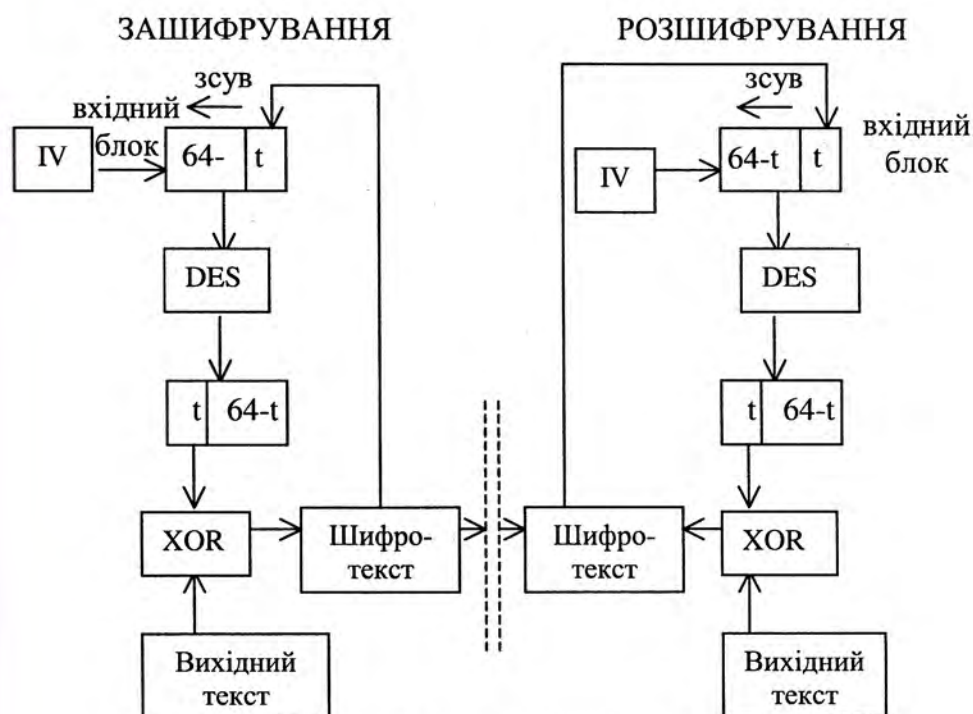 ЗАШИФРУВАННЯ
зсув
вхідний
блок
IV
64-
t
DES
t
64-t
XOR
Шифро-
текст
Вихідний
текст
РОЗШИФРУВАННЯ
зсув
вхідний
блок
IV
64-t
t
DES
t
64-t
Шифро-
текст
XOR
Вихідний
текст